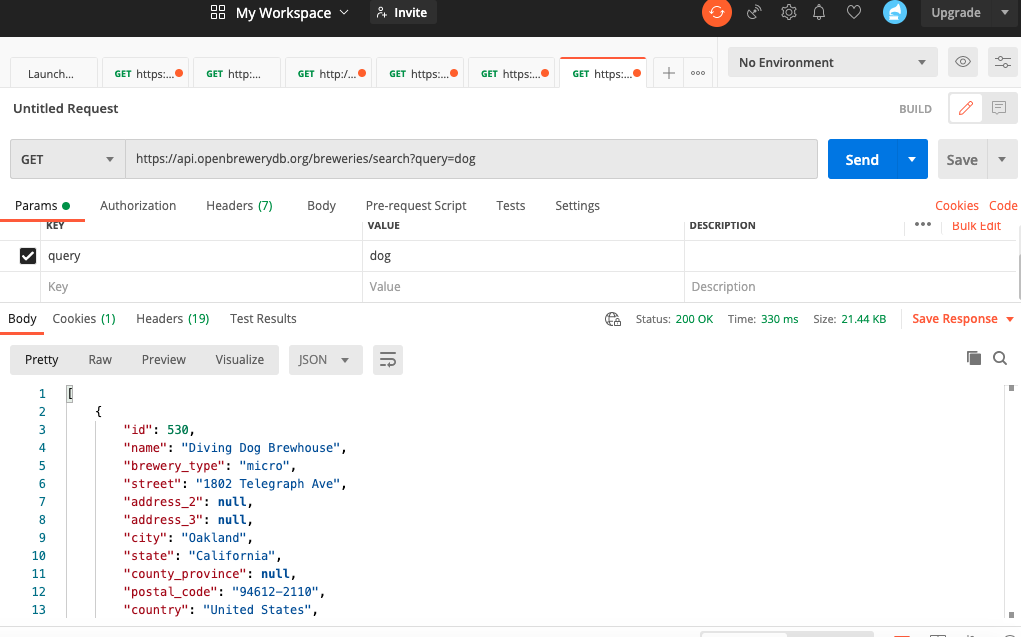 My Workspace Invite Upgrade
Launch... GET https:... GET http:... GET http:/... GET https:... GET https:... GET https:... No Environment
Untitled Request BUILD
GET https://api.openbrewerydb.org/breweries/search?query=dog Send Save
Params Authorization Headers (7) Body Pre-request Script Tests Settings Cookies Code
KEY VALUE DESCRIPTION Bulk Edit
query dog
Key Value Description
Body Cookies (1) Headers (19) Test Results Status: 200 OK Time: 330 ms Size: 21.44 KB Save Response
Pretty Raw Preview Visualize JSON
1 [
2 {
3 "id": 530,
4 "name": "Diving Dog Brewhouse",
5 "brewery_type": "micro",
6 "street": "1802 Telegraph Ave",
7 "address_2": null,
8 "address_3": null,
9 "city": "Oakland",
10 "state": "California",
11 "county_province": null,
12 "postal_code": "94612-2110",
13 "country": "United States",